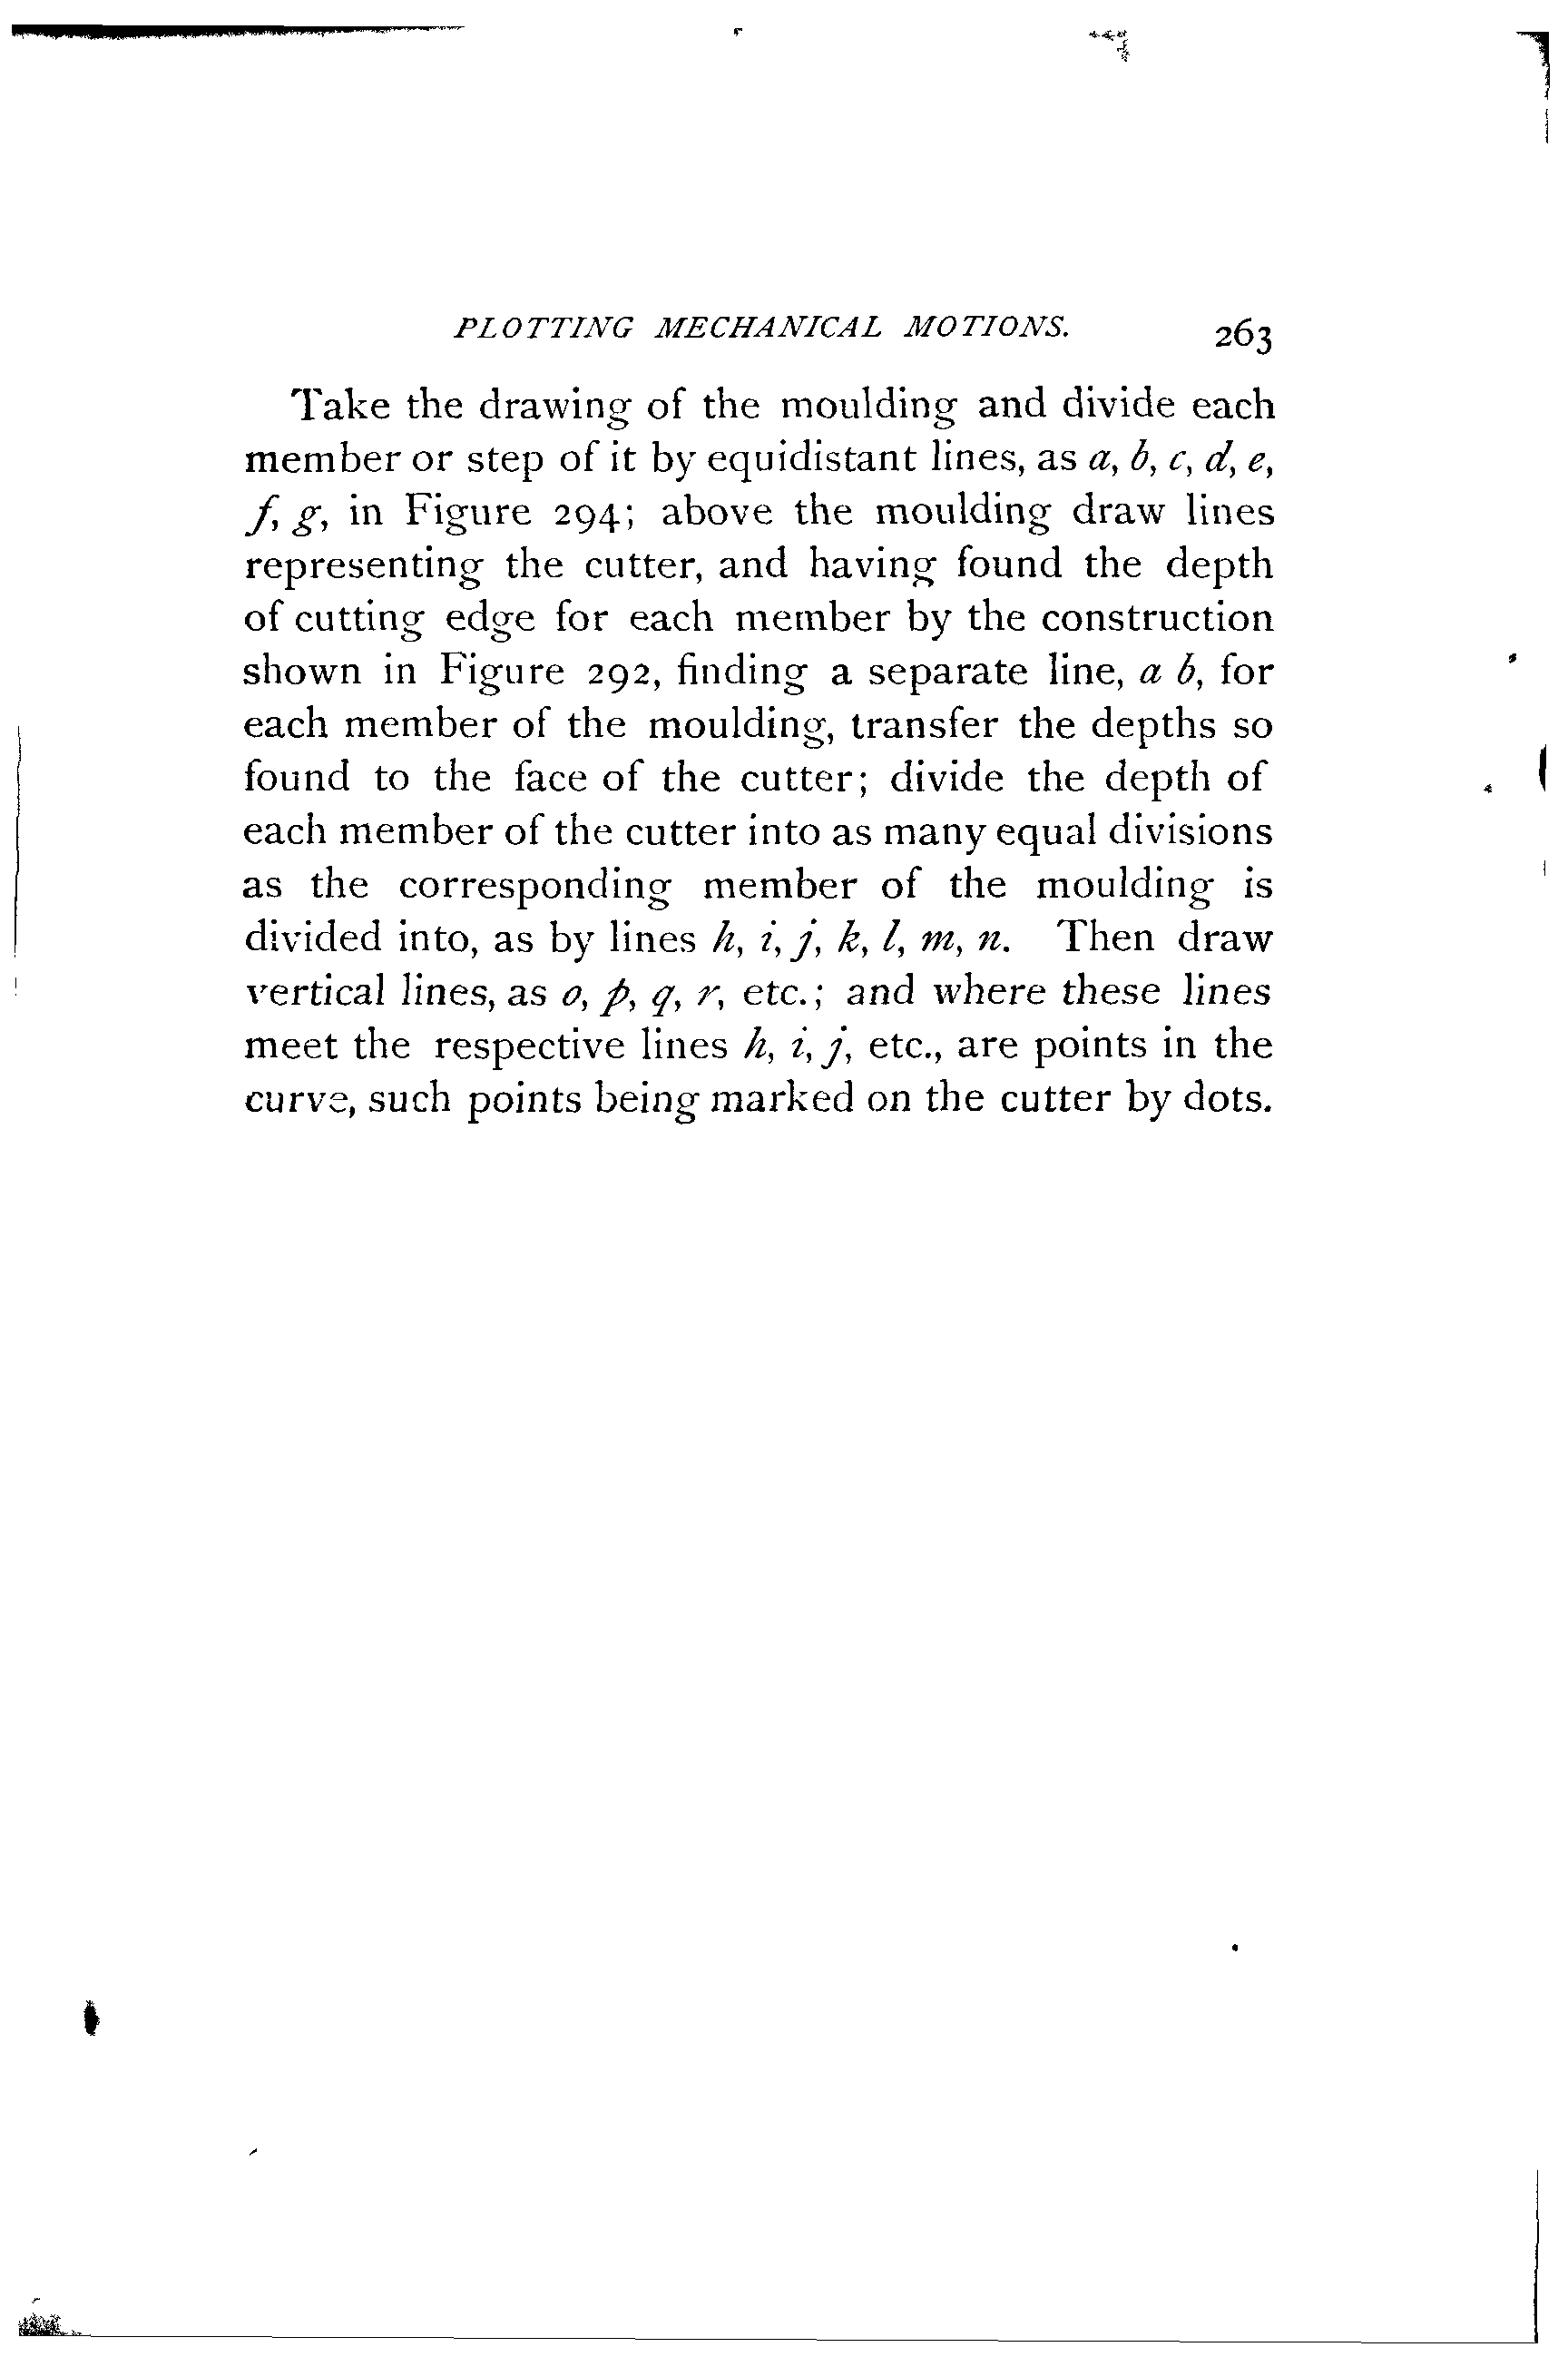 PLOTTING MECHANICAL MOTIONS. 263
Take the drawing of the moulding and divide each
member or step of it by equidistant lines, as a, b, c, d, e,
f, g, in Figure 294; above the moulding draw lines
representing the cutter, and having found the depth
of cutting edge for each member by the construction
shown in Figure 292, finding a separate line, a b, for
each member of the moulding, transfer the depths so
found to the face of the cutter; divide the depth of
each member of the cutter into as many equal divisions
as the corresponding member of the moulding is
divided into, as by lines h, i, j, k, l, m, n. Then draw
vertical lines, as o, p, q, r, etc.; and where these lines
meet the respective lines h, i, j, etc., are points in the
curve, such points being marked on the cutter by dots.